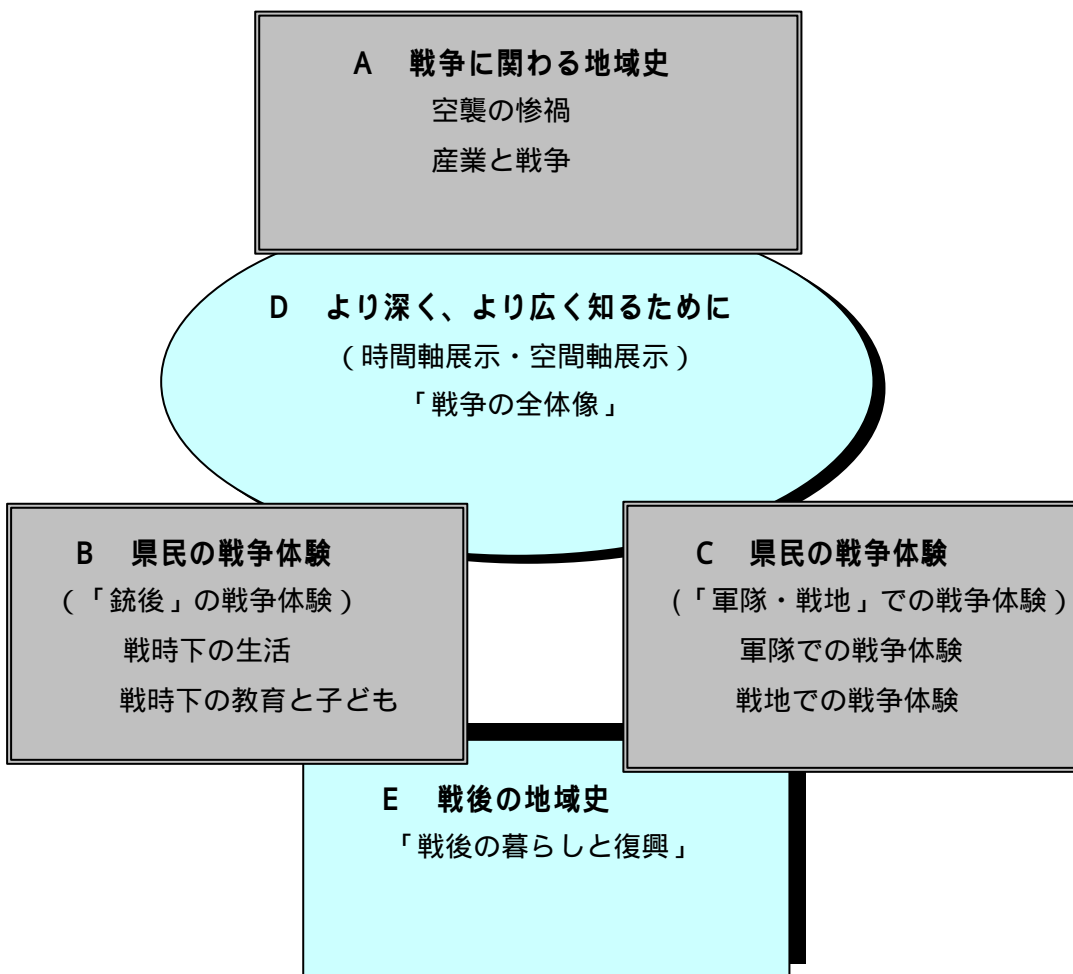 A 戦争に関わる地域史
空襲の惨禍
産業と戦争
D より深く、より広く知るために
（時間軸展示・空間軸展示）
「戦争の全体像」
B 県民の戦争体験
（「銃後」の戦争体験）
戦時下の生活
戦時下の教育と子ども
C 県民の戦争体験
(「軍隊・戦地」での戦争体験）
軍隊での戦争体験
戦地での戦争体験
E 戦後の地域史
「戦後の暮らしと復興」